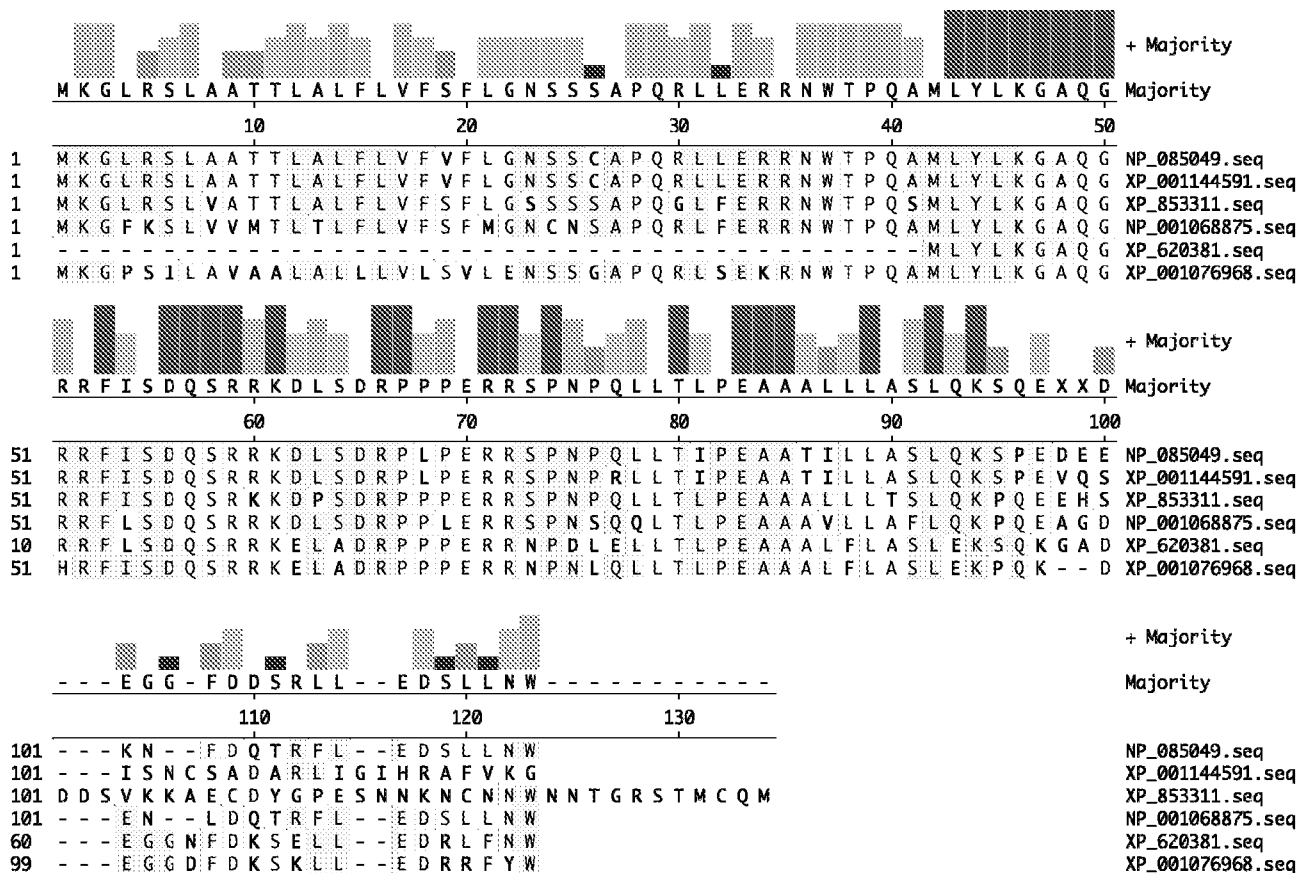 + Majority
M K G L R S L A A T T L A L F L V F S F L G N S S S A P Q R L L E R R N W T P Q A M L Y L K G A Q G Majority
10 20 30 40 50
1 M K G L R S L A A T T L A L F L V F V F L G N S S C A P Q R L L E R R N W T P Q A M L Y L K G A Q G NP_085049.seq
1 M K G L R S L A A T T L A L F L V F V F L G N S S C A P Q R L L E R R N W T P Q A M L Y L K G A Q G XP_001144591.seq
1 M K G L R S L V A T T L A L F L V F S F L G S S S S A P Q G L F E R R N W T P Q S M L Y L K G A Q G XP_853311.seq
1 M K G F K S L V V M T L T L F L V F S F M G N C N S A P Q R L F E R R N W T P Q A M L Y L K G A Q G NP_001068875.seq
1 - - - - - - - - - - - - - - - - - - - - - - - - - - - - - - - - - - - - - - - - - M L Y L K G A Q G XP_620381.seq
1 M K G P S I L A V A A L A L L L V L S V L E N S S G A P Q R L S E K R N W T P Q A M L Y L K G A Q G XP_001076968.seq
+ Majority
R R F I S D Q S R R K D L S D R P P P E R R S P N P Q L L T L P E A A A L L L A S L Q K S Q E X X D Majority
60 70 80 90 100
51 R R F I S D Q S R R K D L S D R P L P E R R S P N P Q L L T I P E A A T I L L A S L Q K S P E D E E NP_085049.seq
51 R R F I S D Q S R R K D L S D R P L P E R R S P N P R L L T I P E A A T I L L A S L Q K S P E V Q S XP_001144591.seq
51 R R F I S D Q S R K K D P S D R P P P E R R S P N P Q L L T L P E A A A L L L T S L Q K P Q E E H S XP_853311.seq
51 R R F L S D Q S R R K D L S D R P P L E R R S P N S Q Q L T L P E A A A V L L A F L Q K P Q E A G D NP_001068875.seq
10 R R F L S D Q S R R K E L A D R P P P E R R N P D L E L L T L P E A A A L F L A S L E K S Q K G A D XP_620381.seq
51 H R F I S D Q S R R K E L A D R P P P E R R N P N L Q L L T L P E A A A L F L A S L E K P Q K - - D XP_001076968.seq
+ Majority
- - - E G G - F D D S R L L - - E D S L L N W - - - - - - - - - - - Majority
110 120 130
101 - - - K N - - F D Q T R F L - - E D S L L N W NP_085049.seq
101 - - - I S N C S A D A R L I G I H R A F V K G XP_001144591.seq
101 D D S V K K A E C D Y G P E S N N K N C N N W N N T G R S T M C Q M XP_853311.seq
101 - - - E N - - L D Q T R F L - - E D S L L N W NP_001068875.seq
60 - - - E G G N F D K S E L L - - E D R L F N W XP_620381.seq
99 - - - E G G D F D K S K L L - - E D R R F Y W XP_001076968.seq